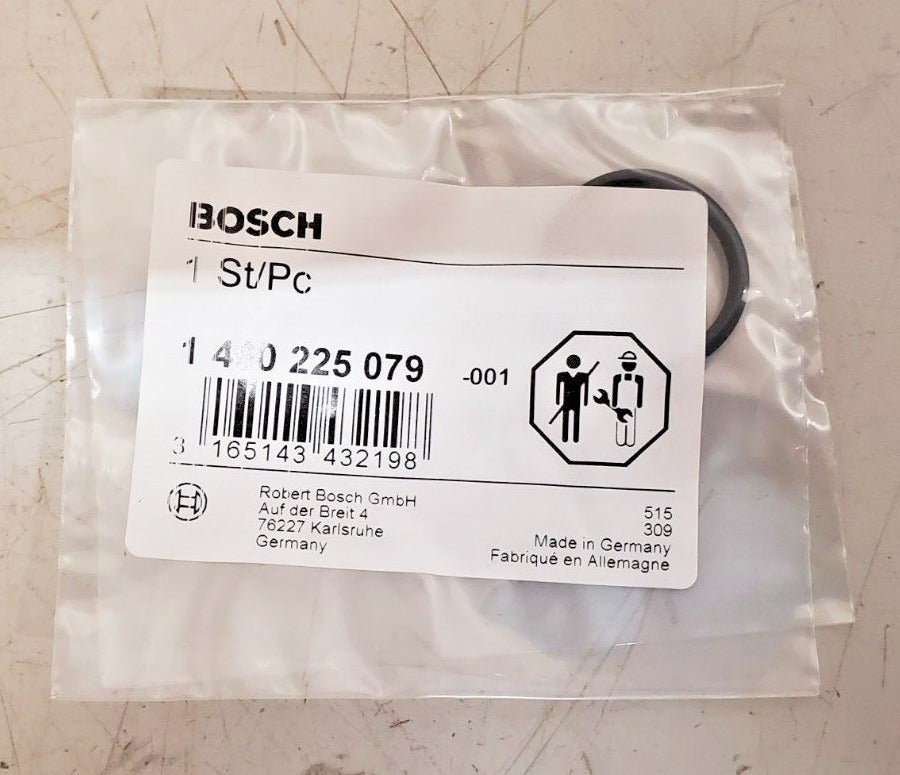 BOSCH
1 St/Pc
1 225 079
-001
3 165143 432198
Robert Bosch GmbH
Auf der Breit 4
76227 Karlsruhe
Germany
515
309
Made in Germany
Fabriqué en Allemagne